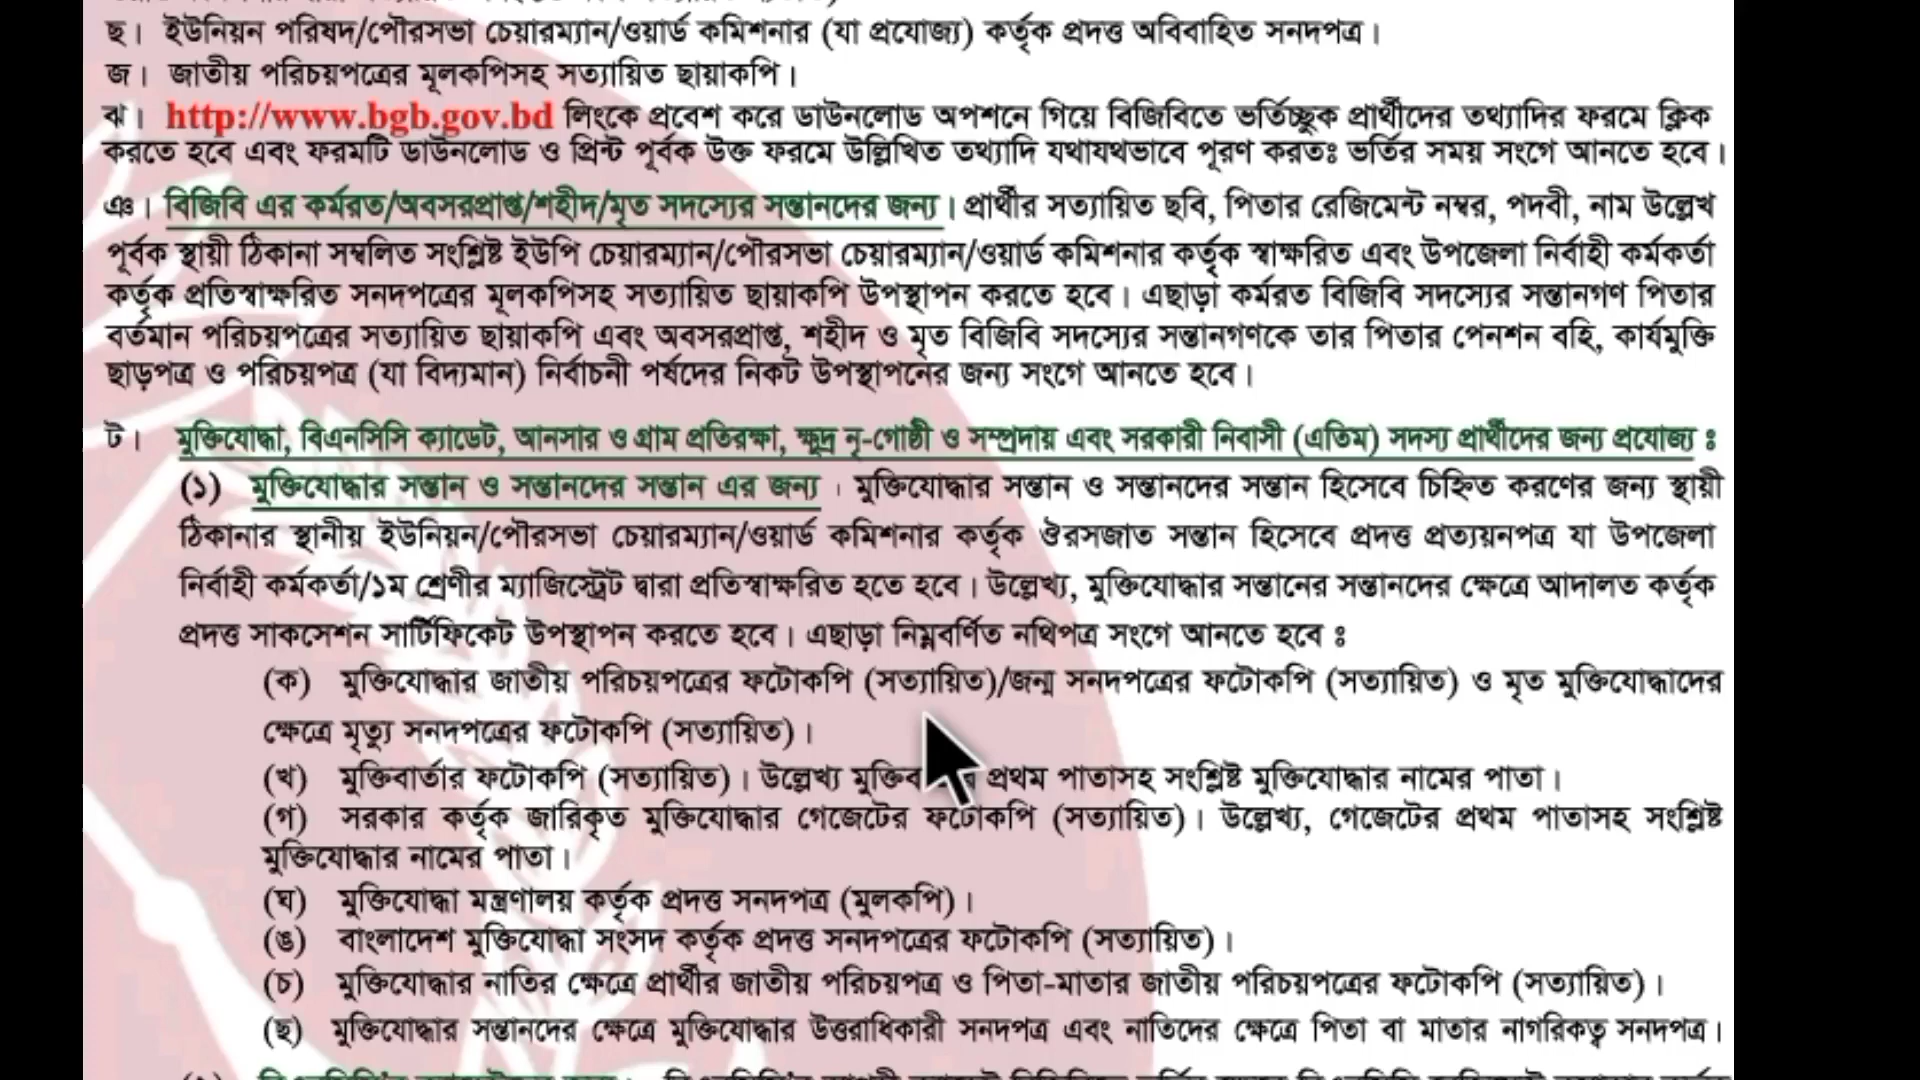 ছ। ইউনিয়ন পরিষদ/পৌরসভা চেয়ারম্যান/ওয়ার্ড কমিশনার (যা প্রযোজ্য) কর্তৃক প্রদত্ত অবিবাহিত সনদপত্র।
জ। জাতীয় পরিচয়পত্রের মূলকপিসহ সত্যায়িত ছায়াকপি।
ঝ। http://www.bgb.gov.bd লিংকে প্রবেশ করে ডাউনলোড অপশনে গিয়ে বিজিবিতে ভর্তিচ্ছুক প্রার্থীদের তথ্যাদির ফরমে ক্লিক
করতে হবে এবং ফরমটি ডাউনলোড ও প্রিন্ট পূর্বক উক্ত ফরমে উল্লিখিত তথ্যাদি যথাযথভাবে পূরণ করতঃ ভর্তির সময় সংগে আনতে হবে।
ঞ। বিজিবি এর কর্মরত/অবসরপ্রাপ্ত/শহীদ/মৃত সদস্যের সন্তানদের জন্য। প্রার্থীর সত্যায়িত ছবি, পিতার রেজিমেন্ট নম্বর, পদবী, নাম উল্লেখ
পূর্বক স্থায়ী ঠিকানা সম্বলিত সংশ্লিষ্ট ইউপি চেয়ারম্যান/পৌরসভা চেয়ারম্যান/ওয়ার্ড কমিশনার কর্তৃক স্বাক্ষরিত এবং উপজেলা নির্বাহী কর্মকর্তা
কর্তৃক প্রতিস্বাক্ষরিত সনদপত্রের মূলকপিসহ সত্যায়িত ছায়াকপি উপস্থাপন করতে হবে। এছাড়া কর্মরত বিজিবি সদস্যের সন্তানগণ পিতার
বর্তমান পরিচয়পত্রের সত্যায়িত ছায়াকপি এবং অবসরপ্রাপ্ত, শহীদ ও মৃত বিজিবি সদস্যের সন্তানগণকে তার পিতার পেনশন বহি, কার্যমুক্তি
ছাড়পত্র ও পরিচয়পত্র (যা বিদ্যমান) নির্বাচনী পর্ষদের নিকট উপস্থাপনের জন্য সংগে আনতে হবে।
ট। মুক্তিযোদ্ধা, বিএনসিসি ক্যাডেট, আনসার ও গ্রাম প্রতিরক্ষা, ক্ষুদ্র নৃ-গোষ্ঠী ও সম্প্রদায় এবং সরকারী নিবাসী (এতিম) সদস্য প্রার্থীদের জন্য প্রযোজ্য ঃ
(১) মুক্তিযোদ্ধার সন্তান ও সন্তানদের সন্তান এর জন্য । মুক্তিযোদ্ধার সন্তান ও সন্তানদের সন্তান হিসেবে চিহ্নিত করণের জন্য স্থায়ী
ঠিকানার স্থানীয় ইউনিয়ন/পৌরসভা চেয়ারম্যান/ওয়ার্ড কমিশনার কর্তৃক ঔরসজাত সন্তান হিসেবে প্রদত্ত প্রত্যয়নপত্র যা উপজেলা
নির্বাহী কর্মকর্তা/১ম শ্রেণীর ম্যাজিস্ট্রেট দ্বারা প্রতিস্বাক্ষরিত হতে হবে। উল্লেখ্য, মুক্তিযোদ্ধার সন্তানের সন্তানদের ক্ষেত্রে আদালত কর্তৃক
প্রদত্ত সাকসেশন সার্টিফিকেট উপস্থাপন করতে হবে। এছাড়া নিম্নবর্ণিত নথিপত্র সংগে আনতে হবে ঃ
(ক) মুক্তিযোদ্ধার জাতীয় পরিচয়পত্রের ফটোকপি (সত্যায়িত)/জন্ম সনদপত্রের ফটোকপি (সত্যায়িত) ও মৃত মুক্তিযোদ্ধাদের
ক্ষেত্রে মৃত্যু সনদপত্রের ফটোকপি (সত্যায়িত)।
(খ) মুক্তিবার্তার ফটোকপি (সত্যায়িত)। উল্লেখ্য প্রথম পাতাসহ সংশ্লিষ্ট মুক্তিযোদ্ধার নামের পাতা।
(গ) সরকার কর্তৃক জারিকৃত মুক্তিযোদ্ধার গেজেটের ফটোকপি (সত্যায়িত)। উল্লেখ্য, গেজেটের প্রথম পাতাসহ সংশ্লিষ্ট
মুক্তিযোদ্ধার নামের পাতা।
(ঘ) মুক্তিযোদ্ধা মন্ত্রণালয় কর্তৃক প্রদত্ত সনদপত্র (মুলকপি)।
(ঙ) বাংলাদেশ মুক্তিযোদ্ধা সংসদ কর্তৃক প্রদত্ত সনদপত্রের ফটোকপি (সত্যায়িত)।
(চ) মুক্তিযোদ্ধার নাতির ক্ষেত্রে প্রার্থীর জাতীয় পরিচয়পত্র ও পিতা-মাতার জাতীয় পরিচয়পত্রের ফটোকপি (সত্যায়িত)।
(ছ) মুক্তিযোদ্ধার সন্তানদের ক্ষেত্রে মুক্তিযোদ্ধার উত্তরাধিকারী সনদপত্র এবং নাতিদের ক্ষেত্রে পিতা বা মাতার নাগরিকত্ব সনদপত্র।